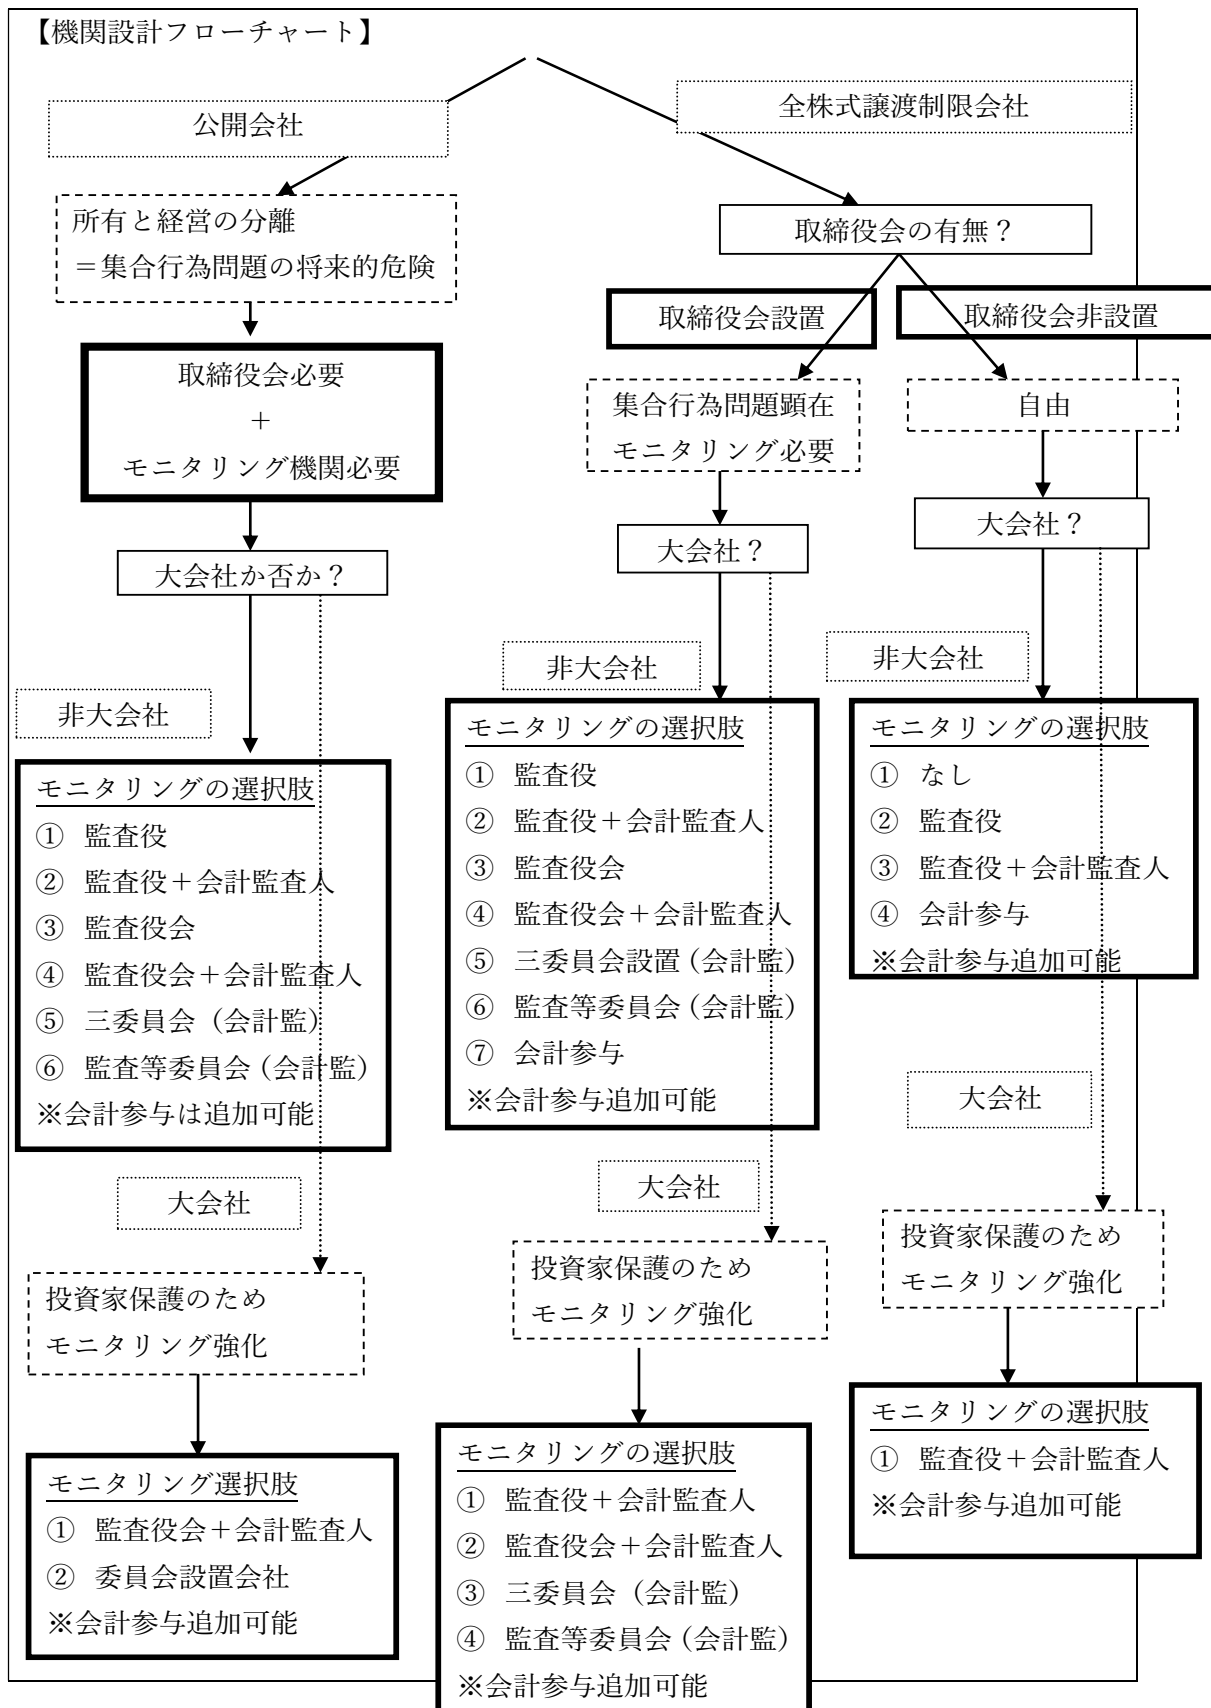 【機関設計フローチャート】
公開会社
全株式譲渡制限会社
所有と経営の分離
＝集合行為問題の将来的危険
取締役会の有無？
取締役会設置
取締役会非設置
取締役会必要
＋
モニタリング機関必要
集合行為問題顕在
モニタリング必要
自由
大会社か否か？
大会社？
大会社？
非大会社
非大会社
非大会社
モニタリングの選択肢
① 監査役
② 監査役＋会計監査人
③ 監査役会
④ 監査役会＋会計監査人
⑤ 三委員会（会計監）
⑥ 監査等委員会（会計監）
※会計参与は追加可能
モニタリングの選択肢
① 監査役
② 監査役＋会計監査人
③ 監査役会
④ 監査役会＋会計監査人
⑤ 三委員会設置（会計監）
⑥ 監査等委員会（会計監）
⑦ 会計参与
※会計参与追加可能
モニタリングの選択肢
① なし
② 監査役
③ 監査役＋会計監査人
④ 会計参与
※会計参与追加可能
大会社
大会社
大会社
投資家保護のため
モニタリング強化
投資家保護のため
モニタリング強化
投資家保護のため
モニタリング強化
モニタリング選択肢
① 監査役会＋会計監査人
② 委員会設置会社
※会計参与追加可能
モニタリングの選択肢
① 監査役＋会計監査人
② 監査役会＋会計監査人
③ 三委員会（会計監）
④ 監査等委員会（会計監）
※会計参与追加可能
モニタリングの選択肢
① 監査役＋会計監査人
※会計参与追加可能